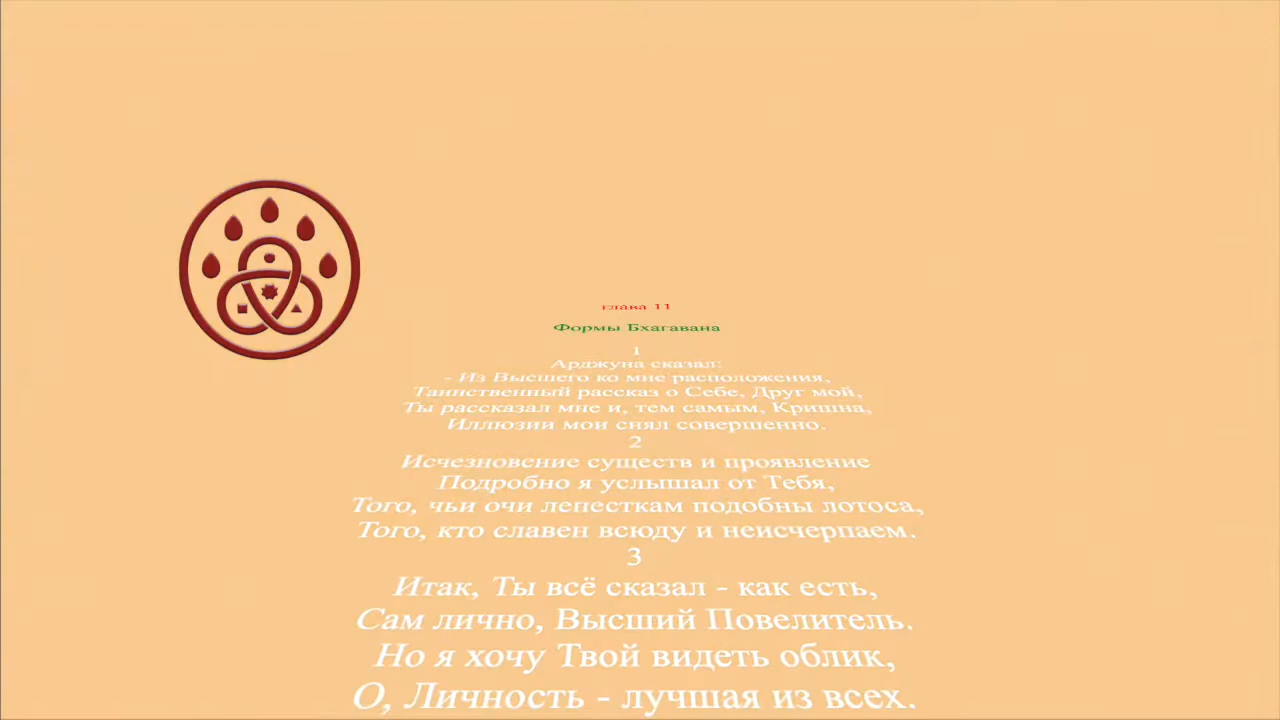 глава 11
Формы Бхагавана
1
Арджуна сказал:
- Из Высшего ко мне расположения,
Таинственный рассказ о Себе, Друг мой,
Ты рассказал мне и, тем самым, Кришна,
Иллюзии мои снял совершенно.
2
Исчезновение существ и проявление
Подробно я услышал от Тебя,
Того, чьи очи лепесткам подобны лотоса,
Того, кто славен всюду и неисчерпаем.
3
Итак, Ты всё сказал - как есть,
Сам лично, Высший Повелитель.
Но я хочу Твой видеть облик,
О, Личность - лучшая из всех.